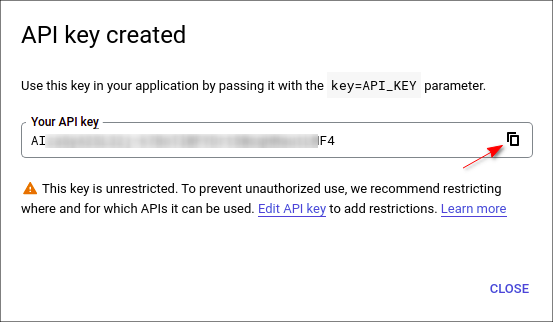 API key created
Use this key in your application by passing it with the key=API_KEY parameter.
Your API key
AI F4
This key is unrestricted. To prevent unauthorized use, we recommend restricting
where and for which APIs it can be used. Edit API key to add restrictions. Learn more
CLOSE